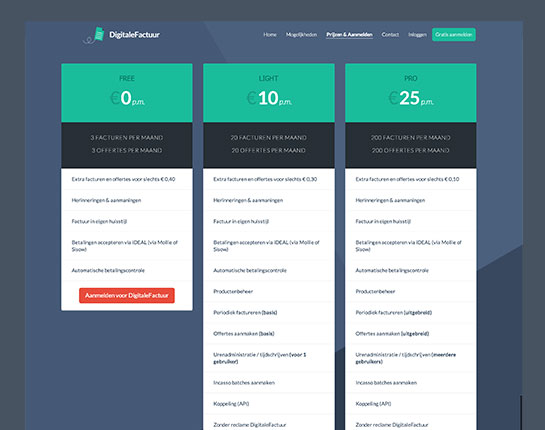 DigitaleFactuur
Home Mogelijkheden Prijzen & Aanmelden Contact Inloggen Gratis aanmelden
FREE
€0 p.m.
3 FACTUREN PER MAAND
3 OFFERTES PER MAAND
Extra facturen en offertes voor slechts € 0,40
Herinneringen & aanmaningen
Factuur in eigen huisstijl
Betalingen accepteren via IDEAL (via Mollie of
Sisow)
Automatische betalingscontrole
Aanmelden voor DigitaleFactuur
LIGHT
€10 p.m.
20 FACTUREN PER MAAND
20 OFFERTES PER MAAND
Extra facturen en offertes voor slechts € 0,30
Herinneringen & aanmaningen
Factuur in eigen huisstijl
Betalingen accepteren via IDEAL (via Mollie of
Sisow)
Automatische betalingscontrole
Productenbeheer
Periodiek factureren (basis)
Offertes aanmaken (basis)
Urenadministratie / tijdschrijven (voor 1
gebruiker)
Incasso batches aanmaken
Koppeling (API)
Zonder reclame DigitaleFactuur
PRO
€25 p.m.
200 FACTUREN PER MAAND
200 OFFERTES PER MAAND
Extra facturen en offertes voor slechts € 0,10
Herinneringen & aanmaningen
Factuur in eigen huisstijl
Betalingen accepteren via IDEAL (via Mollie of
Sisow)
Automatische betalingscontrole
Productenbeheer
Periodiek factureren (uitgebreid)
Offertes aanmaken (uitgebreid)
Urenadministratie / tijdschrijven (meerdere
gebruikers)
Incasso batches aanmaken
Koppeling (API)
Zonder reclame DigitaleFactuur